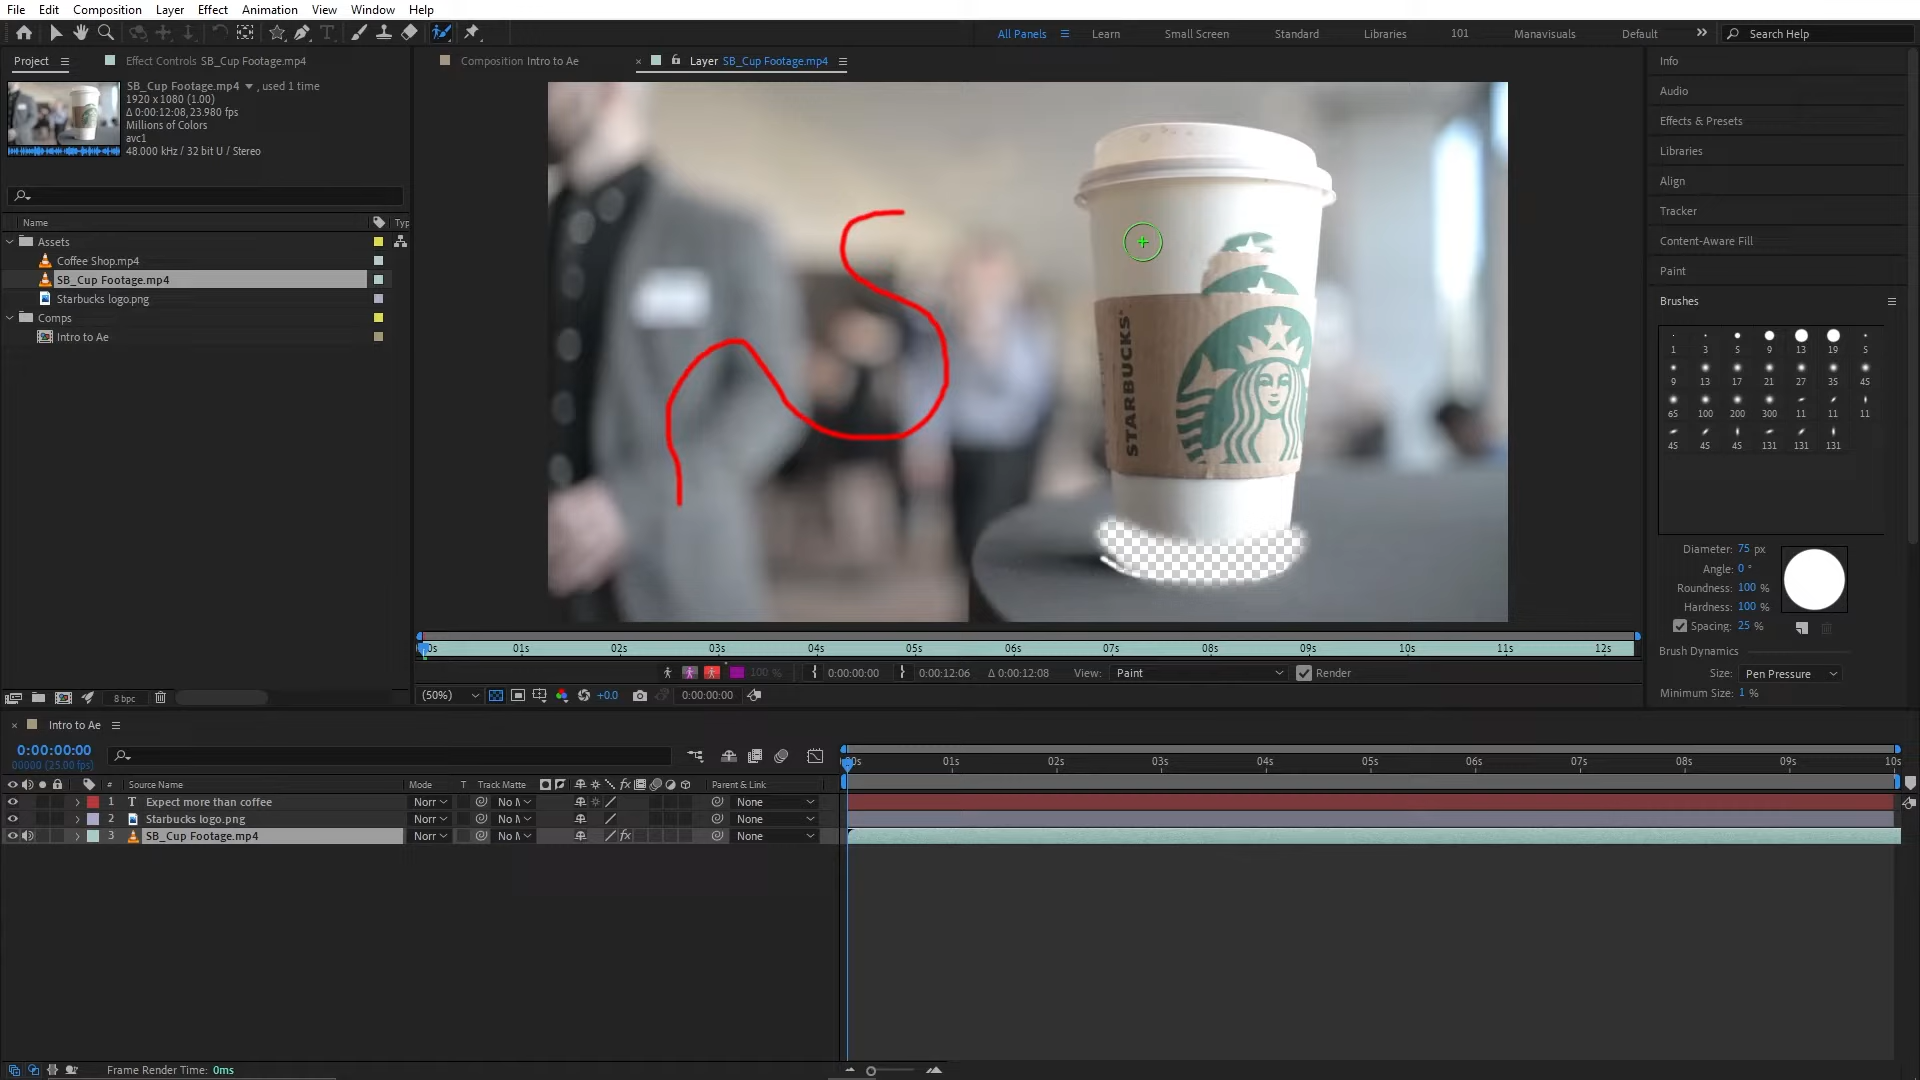 File Edit Composition Layer Effect Animation View Window Help
All Panels Learn Small Screen Standard Libraries 101 Manavisuals Default Search Help
Project Effect Controls SB_Cup Footage.mp4 Composition Intro to Ae Layer SB_Cup Footage.mp4
SB_Cup Footage.mp4 , used 1 time
1920 x 1080 (1.00)
Δ 0:00:12:08, 23.980 fps
Millions of Colors
avc1
48.000 kHz / 32 bit U / Stereo
Name Typ
Assets
Coffee Shop.mp4
SB_Cup Footage.mp4
Starbucks logo.png
Comps
Intro to Ae
8 bpc
STARBUCKS
00s 01s 02s 03s 04s 05s 06s 07s 08s 09s 10s 11s 12s
100 % 0:00:00:00 0:00:12:06 Δ 0:00:12:08 View: Paint Render
(50%) +0.0 0:00:00:00
Info
Audio
Effects & Presets
Libraries
Align
Tracker
Content-Aware Fill
Paint
Brushes
1 3 5 9 13 19 5
9 13 17 21 27 35 45
65 100 200 300 11 11 11
45 45 45 131 131 131
Diameter: 75 px
Angle: 0 °
Roundness: 100 %
Hardness: 100 %
Spacing: 25 %
Brush Dynamics
Size: Pen Pressure
Minimum Size: 1 %
Intro to Ae
0:00:00:00
00000 (25.00 fps)
00s 01s 02s 03s 04s 05s 06s 07s 08s 09s 10s
# Source Name Mode T Track Matte fx Parent & Link
1 T Expect more than coffee Norr No M None
2 Starbucks logo.png Norr No M None
3 SB_Cup Footage.mp4 Norr No M fx None
Frame Render Time: 0ms